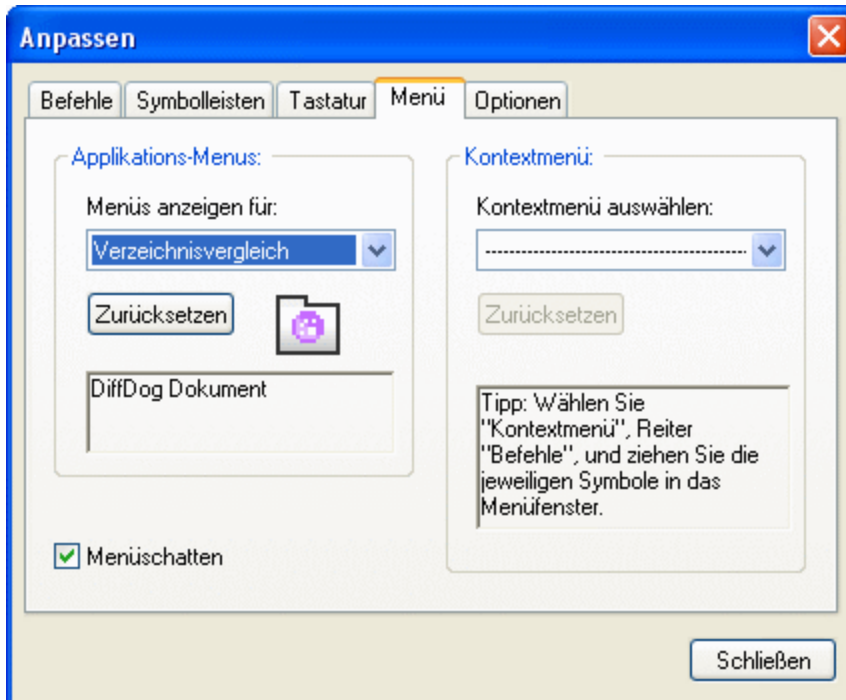 Anpassen
Befehle
Symbolleisten
Tastatur
Menü
Optionen
Applikations-Menus:
Menüs anzeigen für:
Verzeichnisvergleich
Zurücksetzen
DiffDog Dokument
Menüschatten
Kontextmenü:
Kontextmenü auswählen:
--------------------------------------------
Zurücksetzen
Tipp: Wählen Sie
"Kontextmenü", Reiter
"Befehle", und ziehen Sie die
jeweiligen Symbole in das
Menüfenster.
Schließen